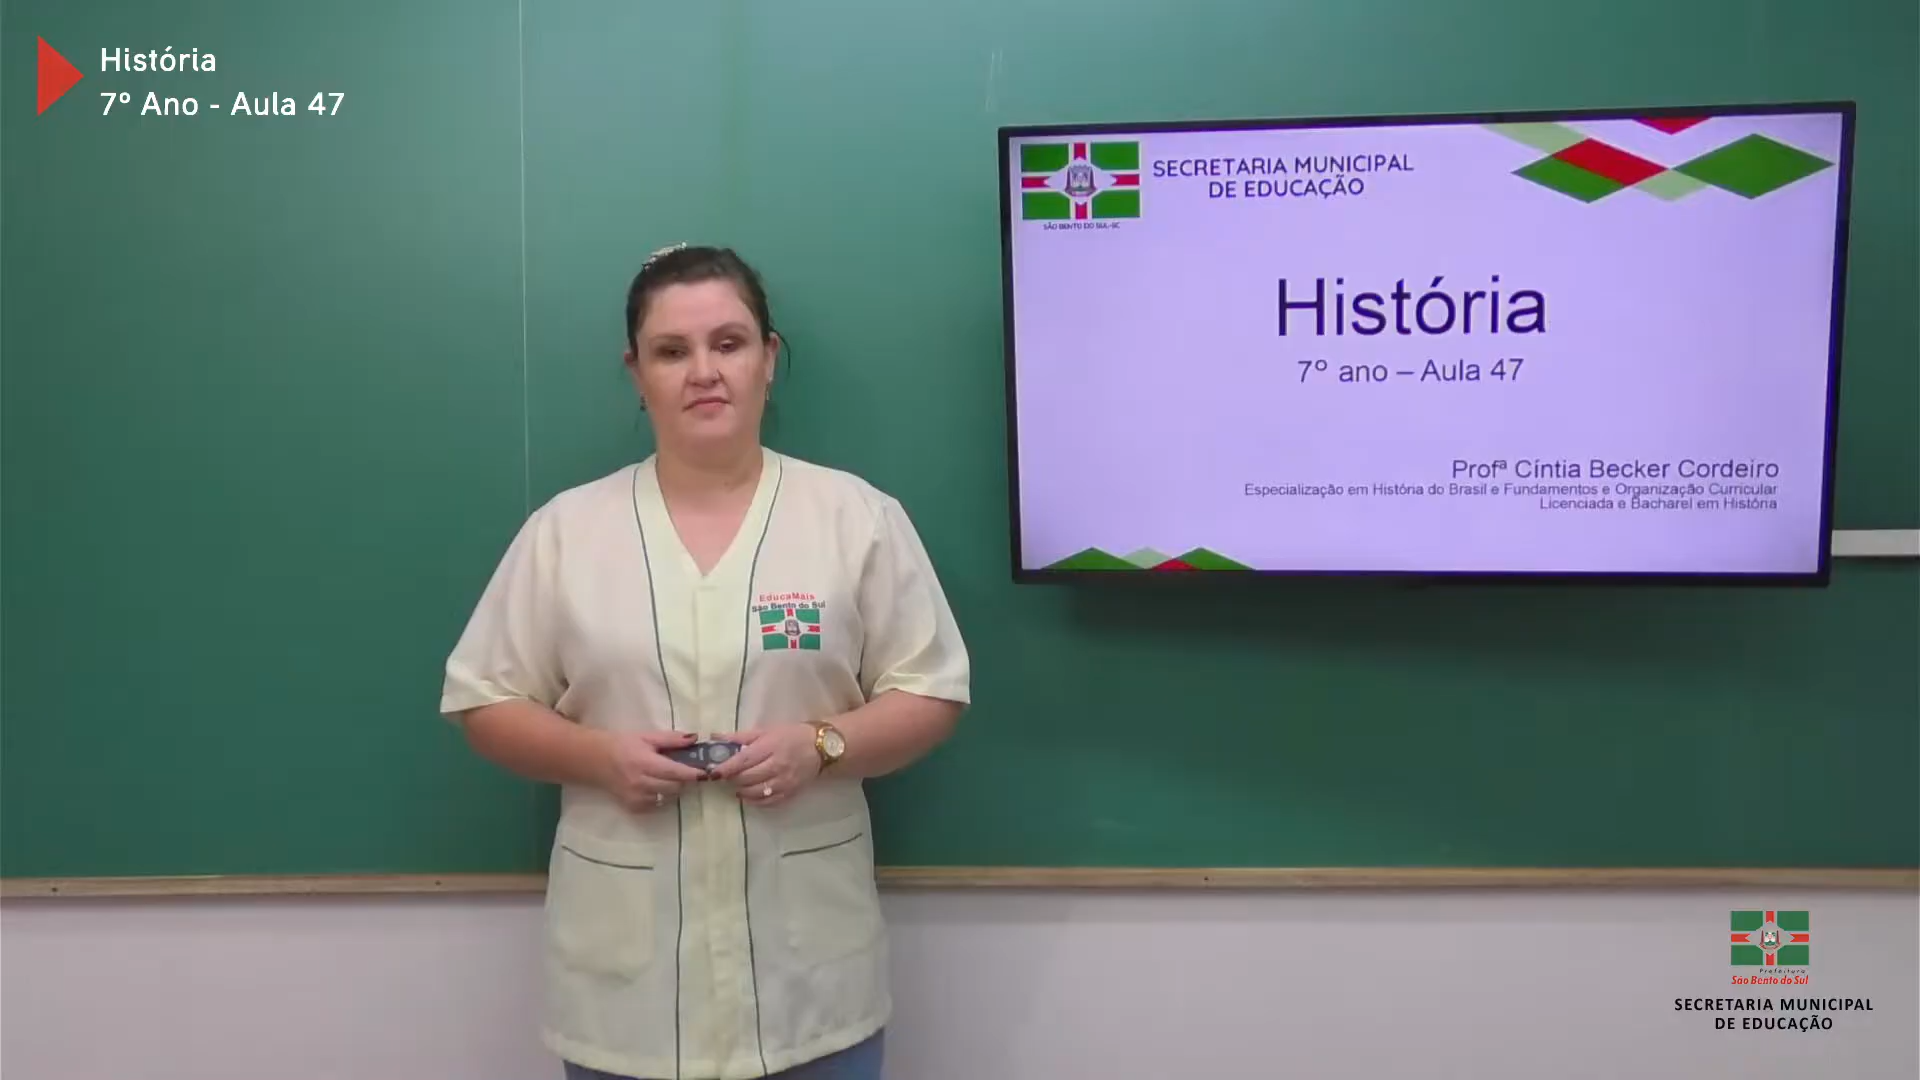 História
7º Ano - Aula 47
SECRETARIA MUNICIPAL
DE EDUCAÇÃO
SÃO BENTO DO SUL-SC
História
7º ano – Aula 47
Profª Cíntia Becker Cordeiro
Especialização em História do Brasil e Fundamentos e Organização Curricular
Licenciada e Bacharel em História
EducaMais
São Bento do Sul
Prefeitura
São Bento do Sul
SECRETARIA MUNICIPAL
DE EDUCAÇÃO